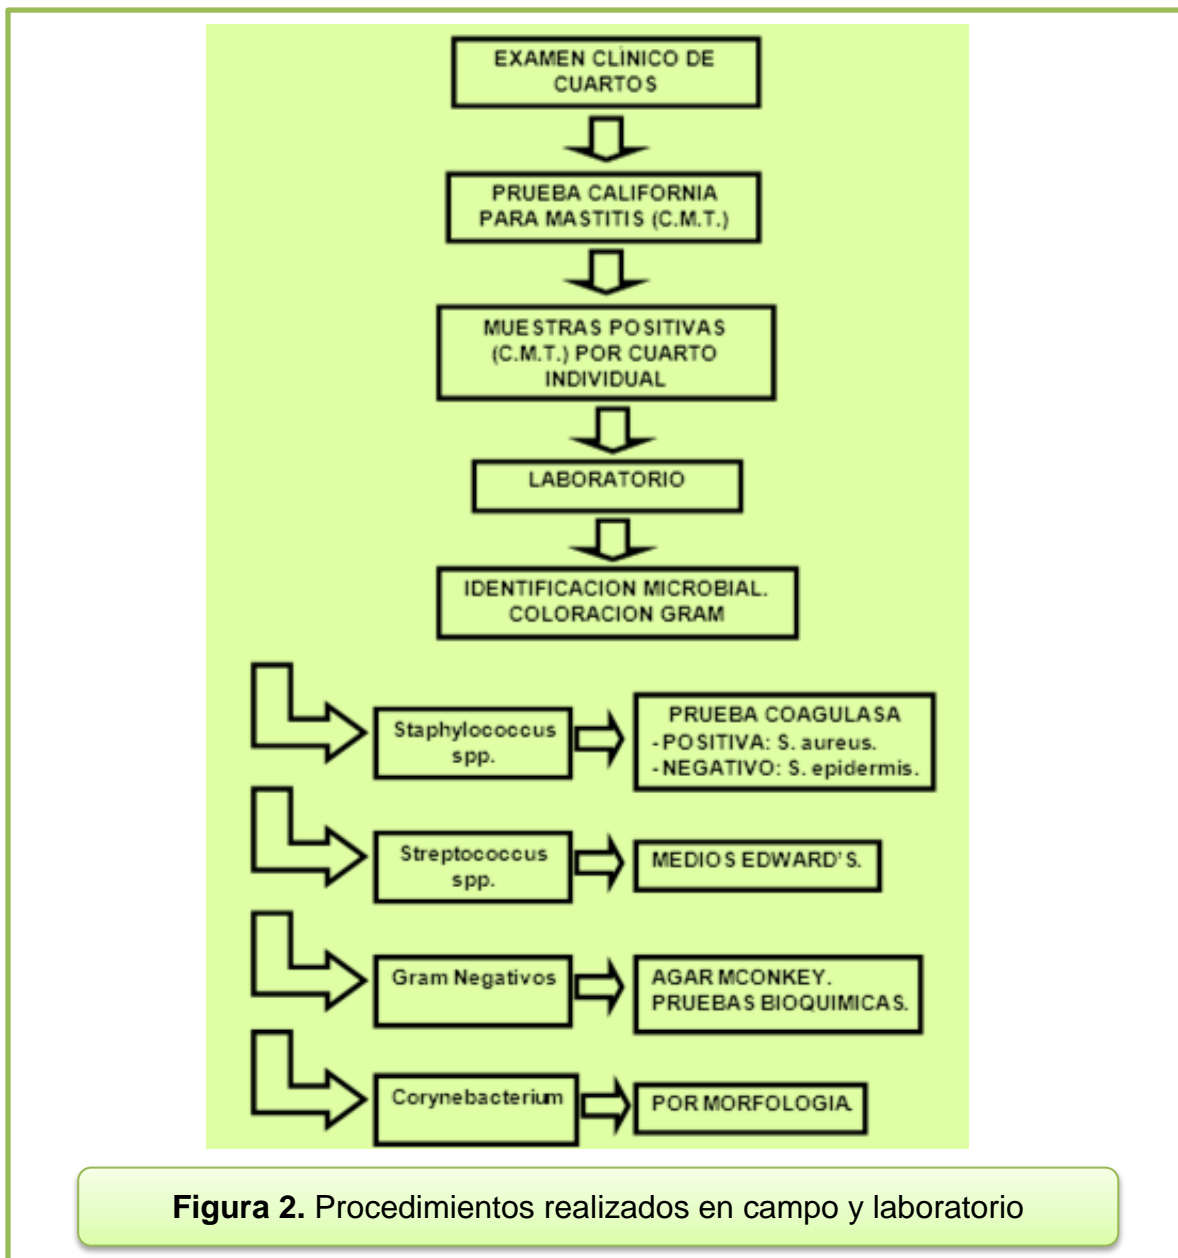 EXAMEN CLÍNICO DE
CUARTOS
PRUEBA CALIFORNIA
PARA MASTITIS (C.M.T.)
MUESTRAS POSITIVAS
(C.M.T.) POR CUARTO
INDIVIDUAL
LABORATORIO
IDENTIFICACION MICROBIAL.
COLORACION GRAM
Staphylococcus
spp.
PRUEBA COAGULASA
-POSITIVA: S. aureus.
-NEGATIVO: S. epidermis.
Streptococcus
spp.
MEDIOS EDWARD'S.
Gram Negativos
AGAR MCONKEY.
PRUEBAS BIOQUIMICAS.
Corynebacterium
POR MORFOLOGIA.
Figura 2. Procedimientos realizados en campo y laboratorio